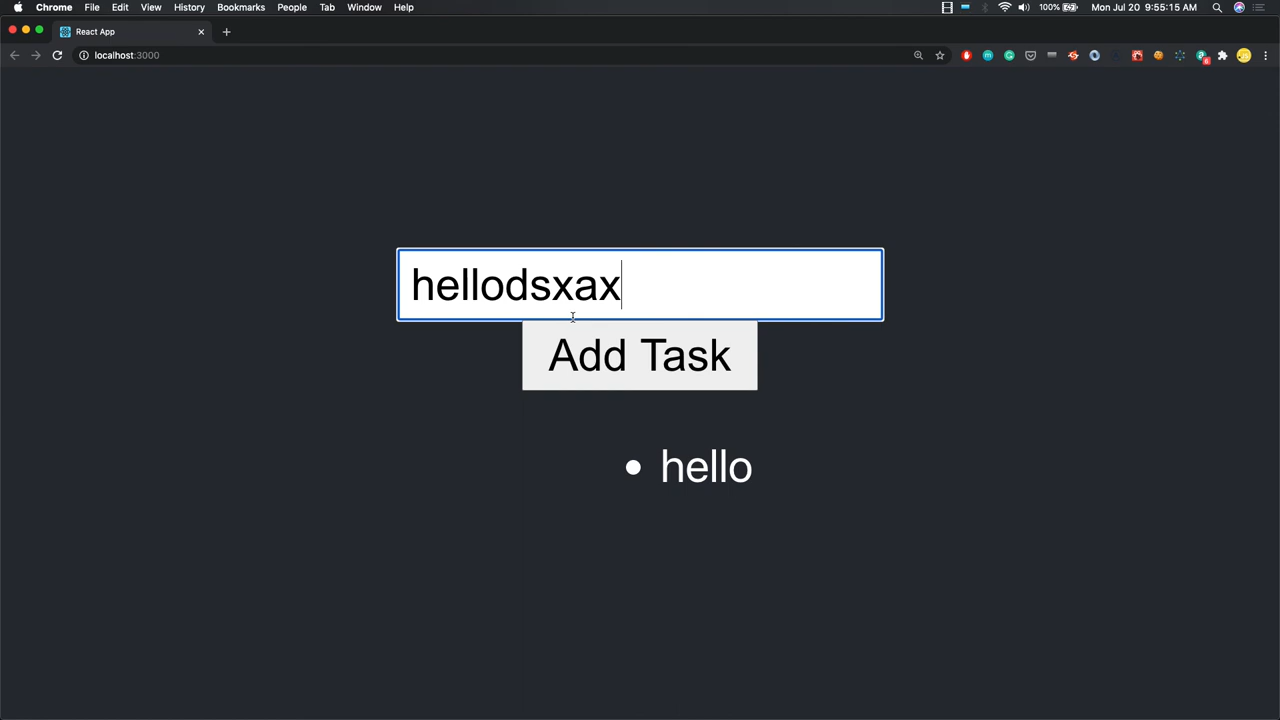 Chrome File Edit View History Bookmarks People Tab Window Help 100% Mon Jul 20 9:55:15 AM
React App
localhost:3000
6
hellodsxax
Add Task
hello